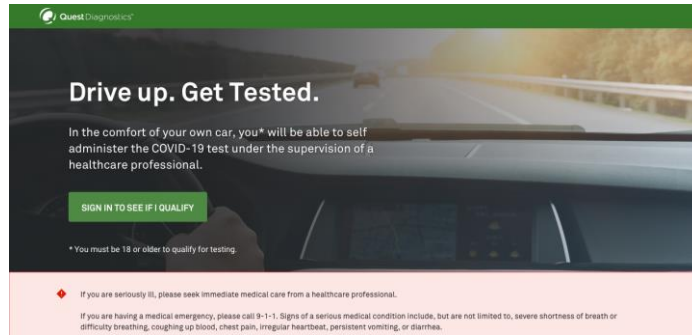 Quest Diagnostics®
Drive up. Get Tested.
In the comfort of your own car, you* will be able to self
administer the COVID-19 test under the supervision of a
healthcare professional.
SIGN IN TO SEE IF I QUALIFY
* You must be 18 or older to qualify for testing.
If you are seriously ill, please seek immediate medical care from a healthcare professional.
If you are having a medical emergency, please call 9-1-1. Signs of a serious medical condition include, but are not limited to, severe shortness of breath or
difficulty breathing, coughing up blood, chest pain, irregular heartbeat, persistent vomiting, or diarrhea.